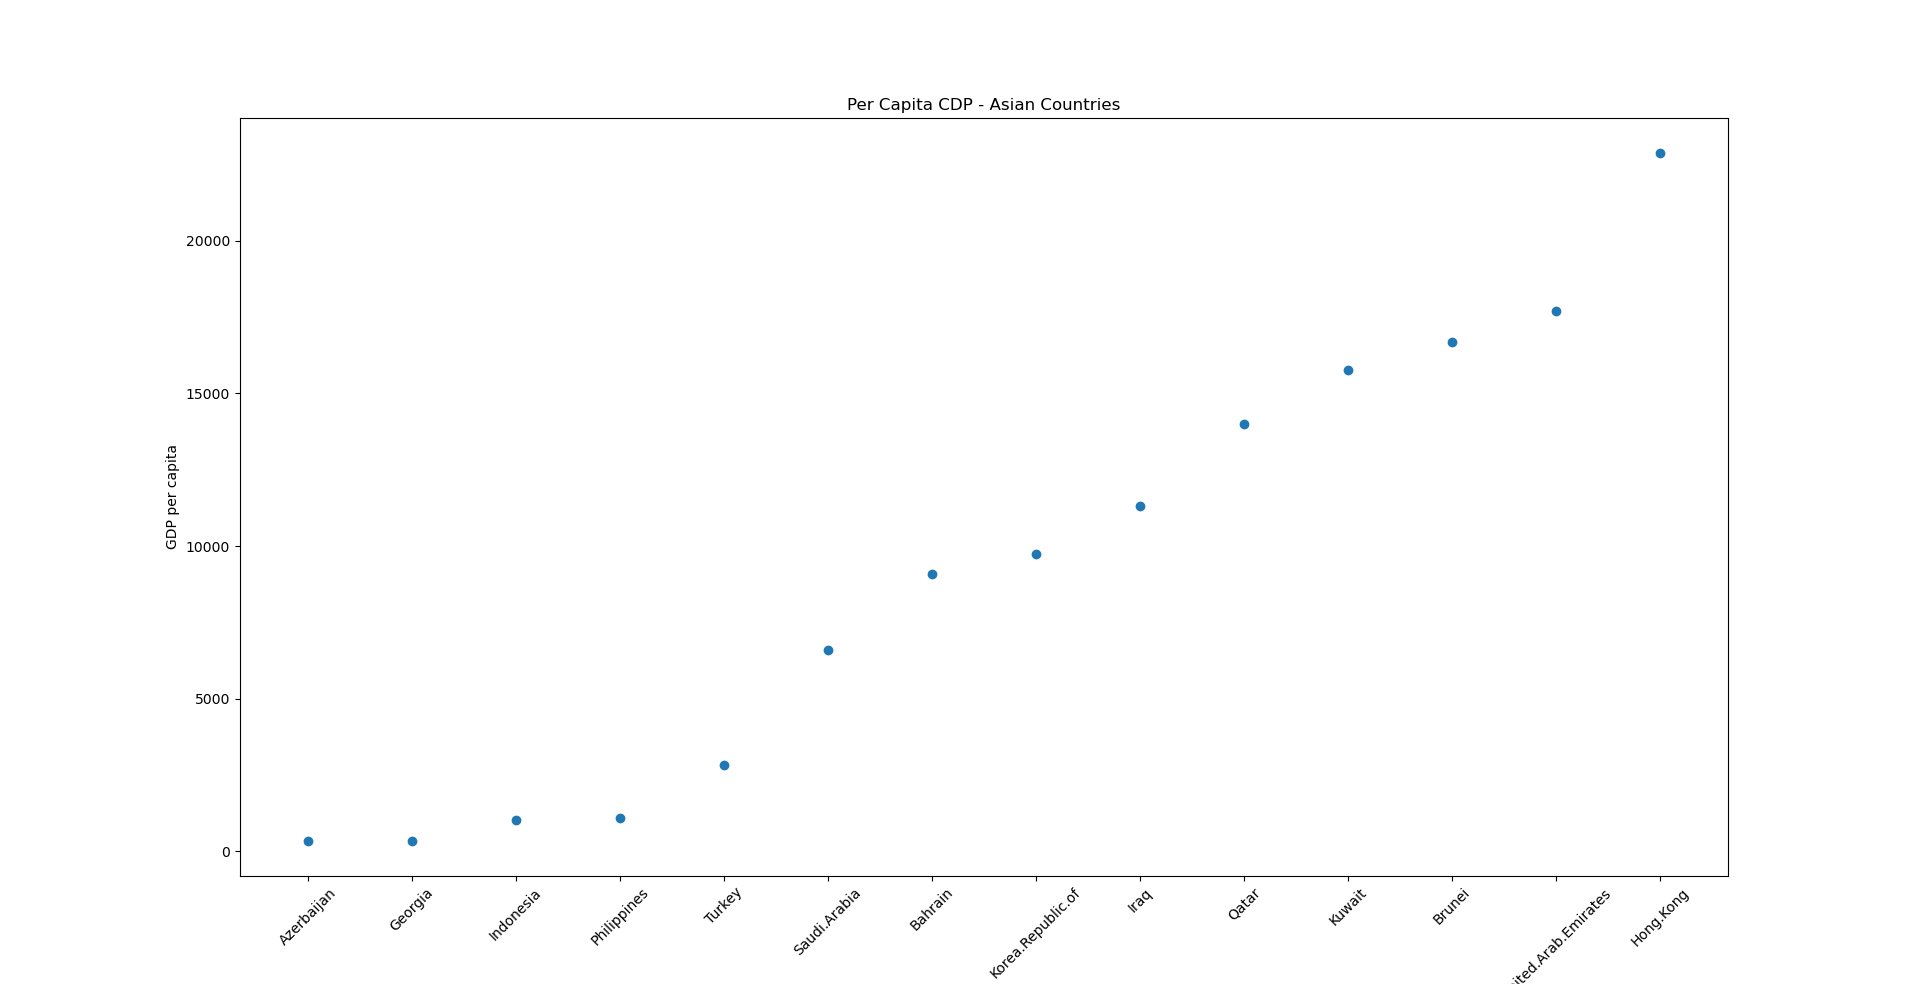 Per Capita CDP - Asian Countries
GDP per capita
20000
15000
10000
5000
0
Azerbaijan
Georgia
Indonesia
Philippines
Turkey
Saudi.Arabia
Bahrain
Korea.Republic.of
Iraq
Qatar
Kuwait
Brunei
ited.Arab.Emirates
Hong.Kong